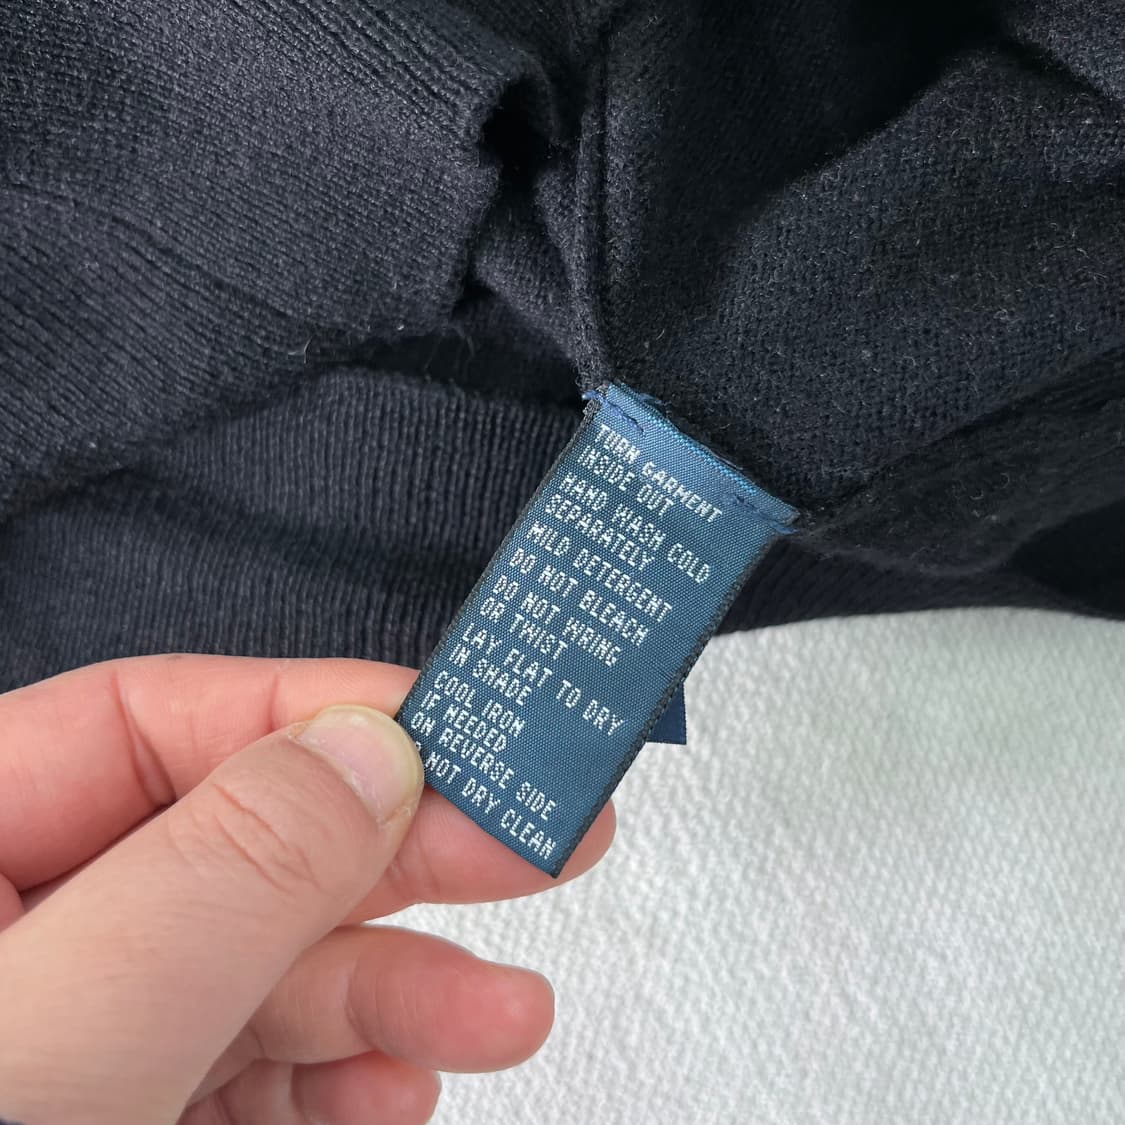 TURN GARMENT
INSIDE OUT
HAND WASH COLD
SEPARATELY
MILD DETERGENT
DO NOT BLEACH
DO NOT WRING
OR TWIST
LAY FLAT TO DRY
IN SHADE
COOL IRON
IF NEEDED
ON REVERSE SIDE
NOT DRY CLEAN